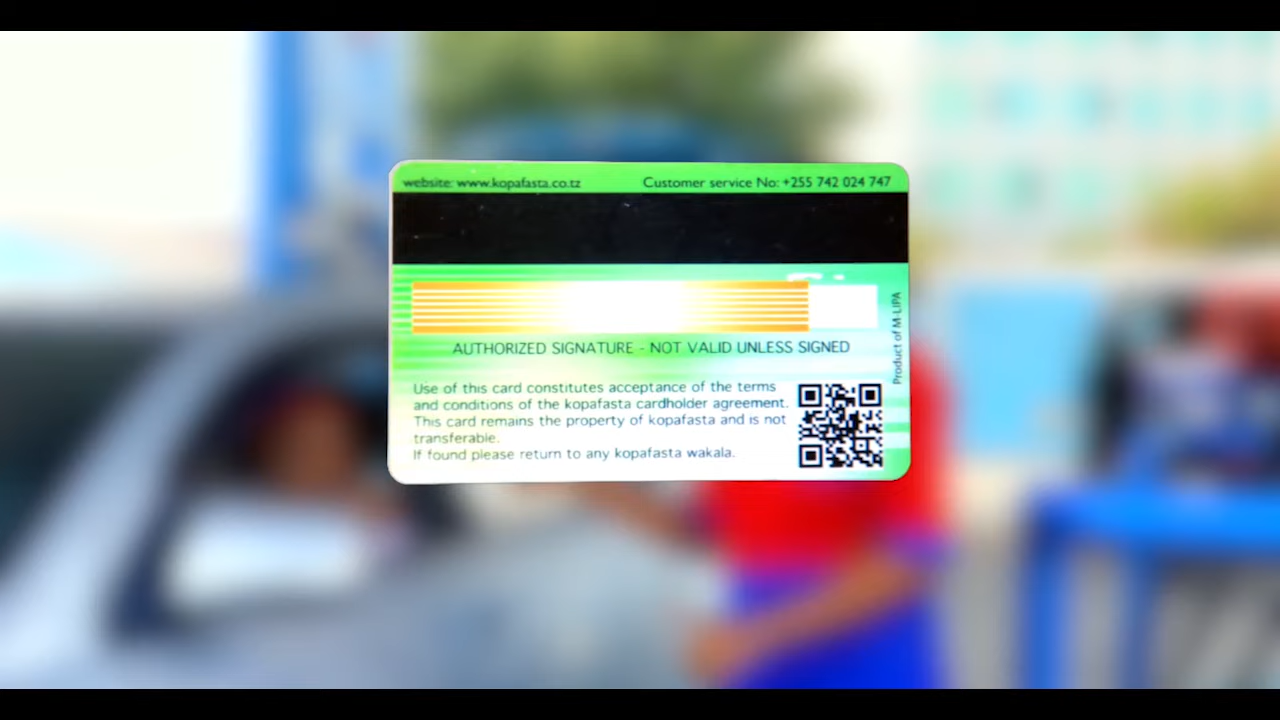 website: www.kopafasta.co.tz
Customer service No: +255 742 024 747
AUTHORIZED SIGNATURE - NOT VALID UNLESS SIGNED
Product of M-LIPA
Use of this card constitutes acceptance of the terms
and conditions of the kopafasta cardholder agreement.
This card remains the property of kopafasta and is not
transferable.
If found please return to any kopafasta wakala.